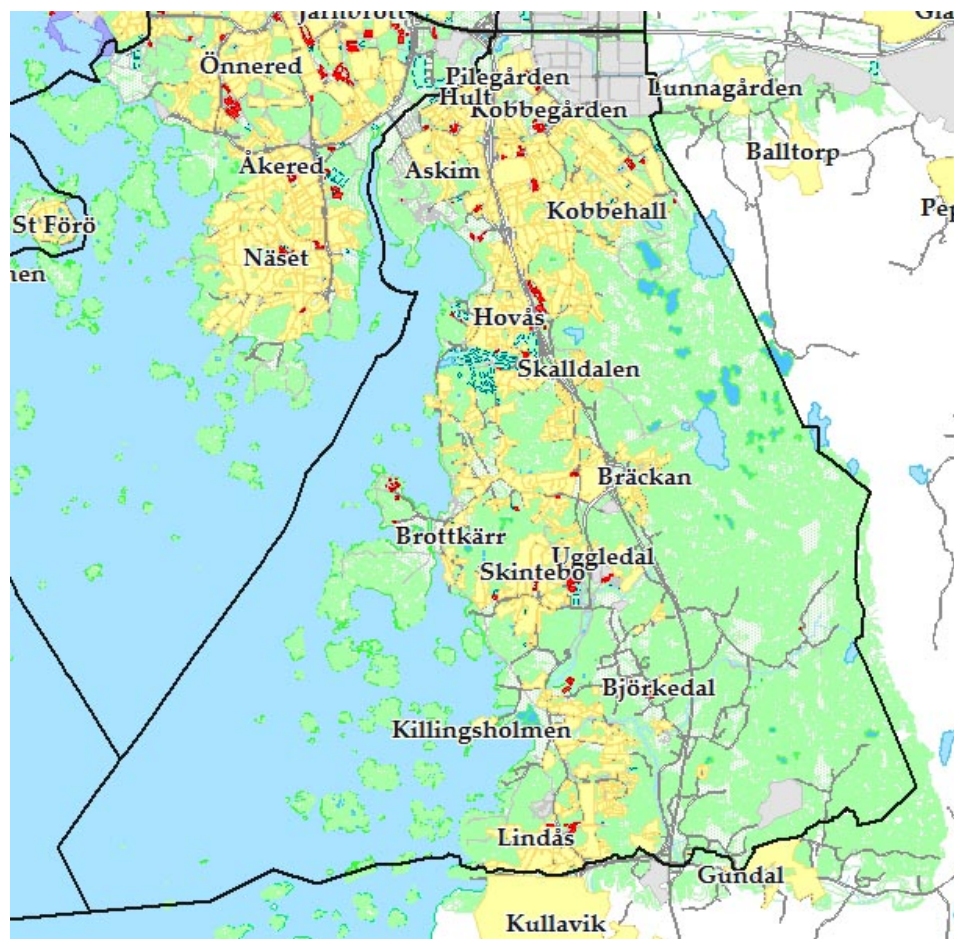 Järnbrott
Önnered
Pilegården
Hult
Kobbegården
Lunnagården
Balltorp
Åkered
Askim
Kobbehall
St Förö
Näset
Hovås
Skalldalen
Bräckan
Brottkärr
Uggledal
Skintebo
Björkedal
Killingsholmen
Lindås
Gundal
Kullavik